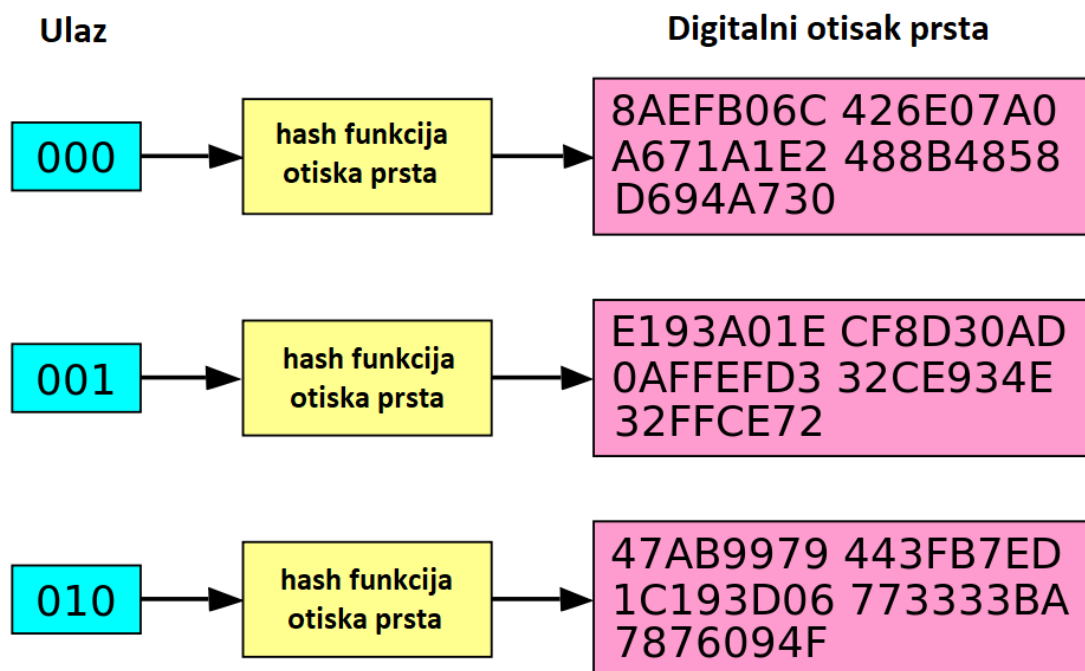 Ulaz
Digitalni otisak prsta
000
hash funkcija
otiska prsta
8AEFB06C 426E07A0
A671A1E2 488B4858
D694A730
001
hash funkcija
otiska prsta
E193A01E CF8D30AD
0AFFEFD3 32CE934E
32FFCE72
010
hash funkcija
otiska prsta
47AB9979 443FB7ED
1C193D06 773333BA
7876094F